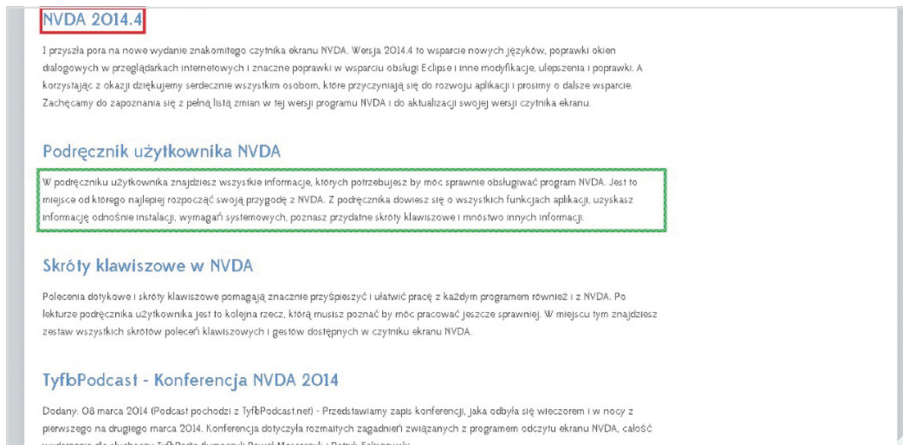 NVDA 2014.4
I przyszła pora na nowe wydanie znakomitego czytnika ekranu NVDA. Wersja 2014.4 to wsparcie nowych języków, poprawki okien
dialogowych w przeglądarkach internetowych i znaczne poprawki w wsparciu obsługi Eclipse i inne modyfikacje, ulepszenia i poprawki. A
korzystając z okazji dziękujemy serdecznie wszystkim osobom, które przyczyniają się do rozwoju aplikacji i prosimy o dalsze wsparcie.
Zachęcamy do zapoznania się z pełną listą zmian w tej wersji programu NVDA i do aktualizacji swojej wersji czytnika ekranu.
Podręcznik użytkownika NVDA
W podręczniku użytkownika znajdziesz wszystkie informacje, których potrzebujesz by móc sprawnie obsługiwać program NVDA. Jest to
miejsce od którego najlepiej rozpocząć swoją przygodę z NVDA. Z podręcznika dowiesz się o wszystkich funkcjach aplikacji, uzyskasz
informację odnośnie instalacji, wymagań systemowych, poznasz przydatne skróty klawiszowe i mnóstwo innych informacji.
Skróty klawiszowe w NVDA
Polecenia dotykowe i skróty klawiszowe pomagają znacznie przyśpieszyć i ułatwić pracę z każdym programem również i z NVDA. Po
lekturze podręcznika użytkownika jest to kolejna rzecz, którą musisz poznać by móc pracować jeszcze sprawniej. W miejscu tym znajdziesz
zestaw wszystkich skrótów poleceń klawiszowych i gestów dostępnych w czytniku ekranu NVDA.
TyfloPodcast - Konferencja NVDA 2014
Dodany: 08 marca 2014 (Podcast pochodzi z TyfloPodcast.net) - Przedstawiamy zapis konferencji, jaka odbyła się wieczorem i w nocy z
pierwszego na drugiego marca 2014. Konferencja dotyczyła rozmaitych zagadnień związanych z programem odczytu ekranu NVDA, całość